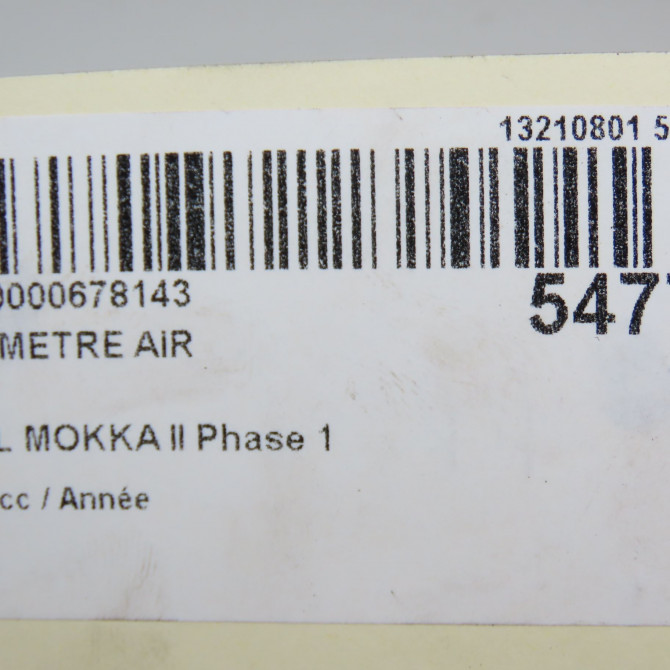 13210801 5
0000678143
547
METRE AIR
L MOKKA II Phase 1
cc / Année